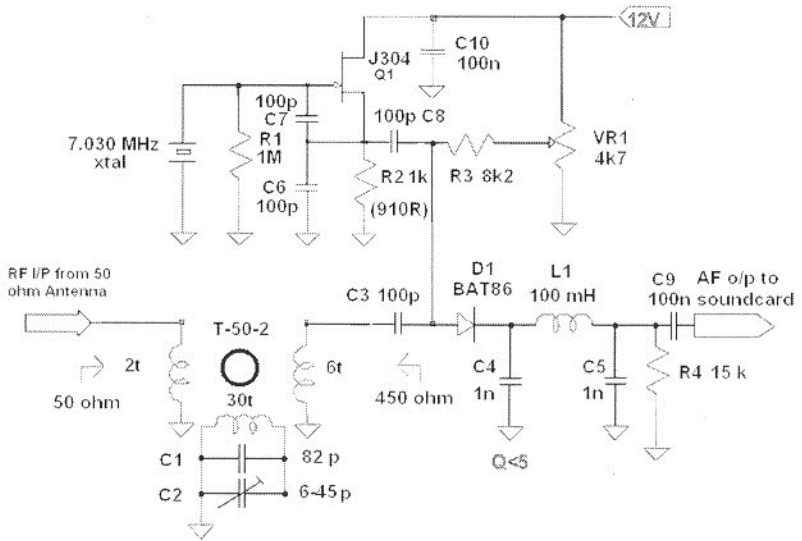 12V
J304
Q1
C10
100n
100p
C7
100p C8
7.030 MHz
xtal
R1
1M
VR1
4k7
R3 8k2
R2 1k
(910R)
C6
100p
RF I/P from 50
ohm Antenna
D1
BAT86
L1
100 mH
C9
100n
AF o/p to
soundcard
C3 100p
T-50-2
2t
6t
50 ohm
30t
450 ohm
C4
1n
C5
1n
R4 15 k
C1
82 p
Q<5
C2
6-45 p